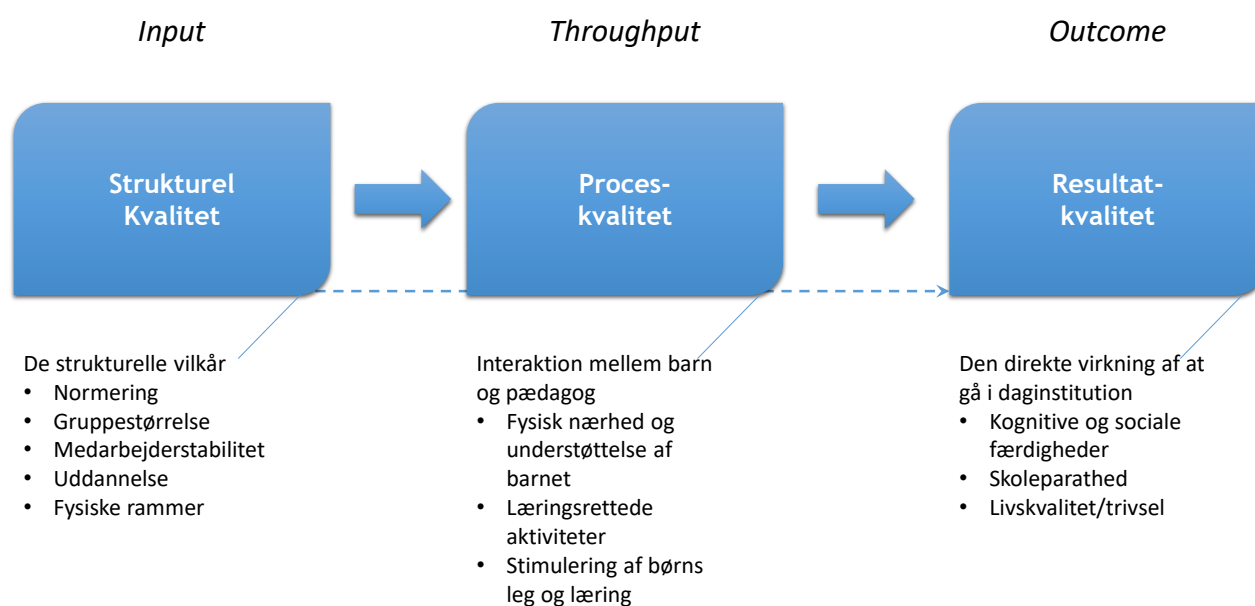 Input
Throughput
Outcome
Strukturel
Kvalitet
Proces-
kvalitet
Resultat-
kvalitet
De strukturelle vilkår
• Normering
• Gruppestørrelse
• Medarbejderstabilitet
• Uddannelse
• Fysiske rammer
Interaktion mellem barn
og pædagog
• Fysisk nærhed og
understøttelse af
barnet
• Læringsrettede
aktiviteter
• Stimulering af børns
leg og læring
Den direkte virkning af at
gå i daginstitution
• Kognitive og sociale
færdigheder
• Skoleparathed
• Livskvalitet/trivsel